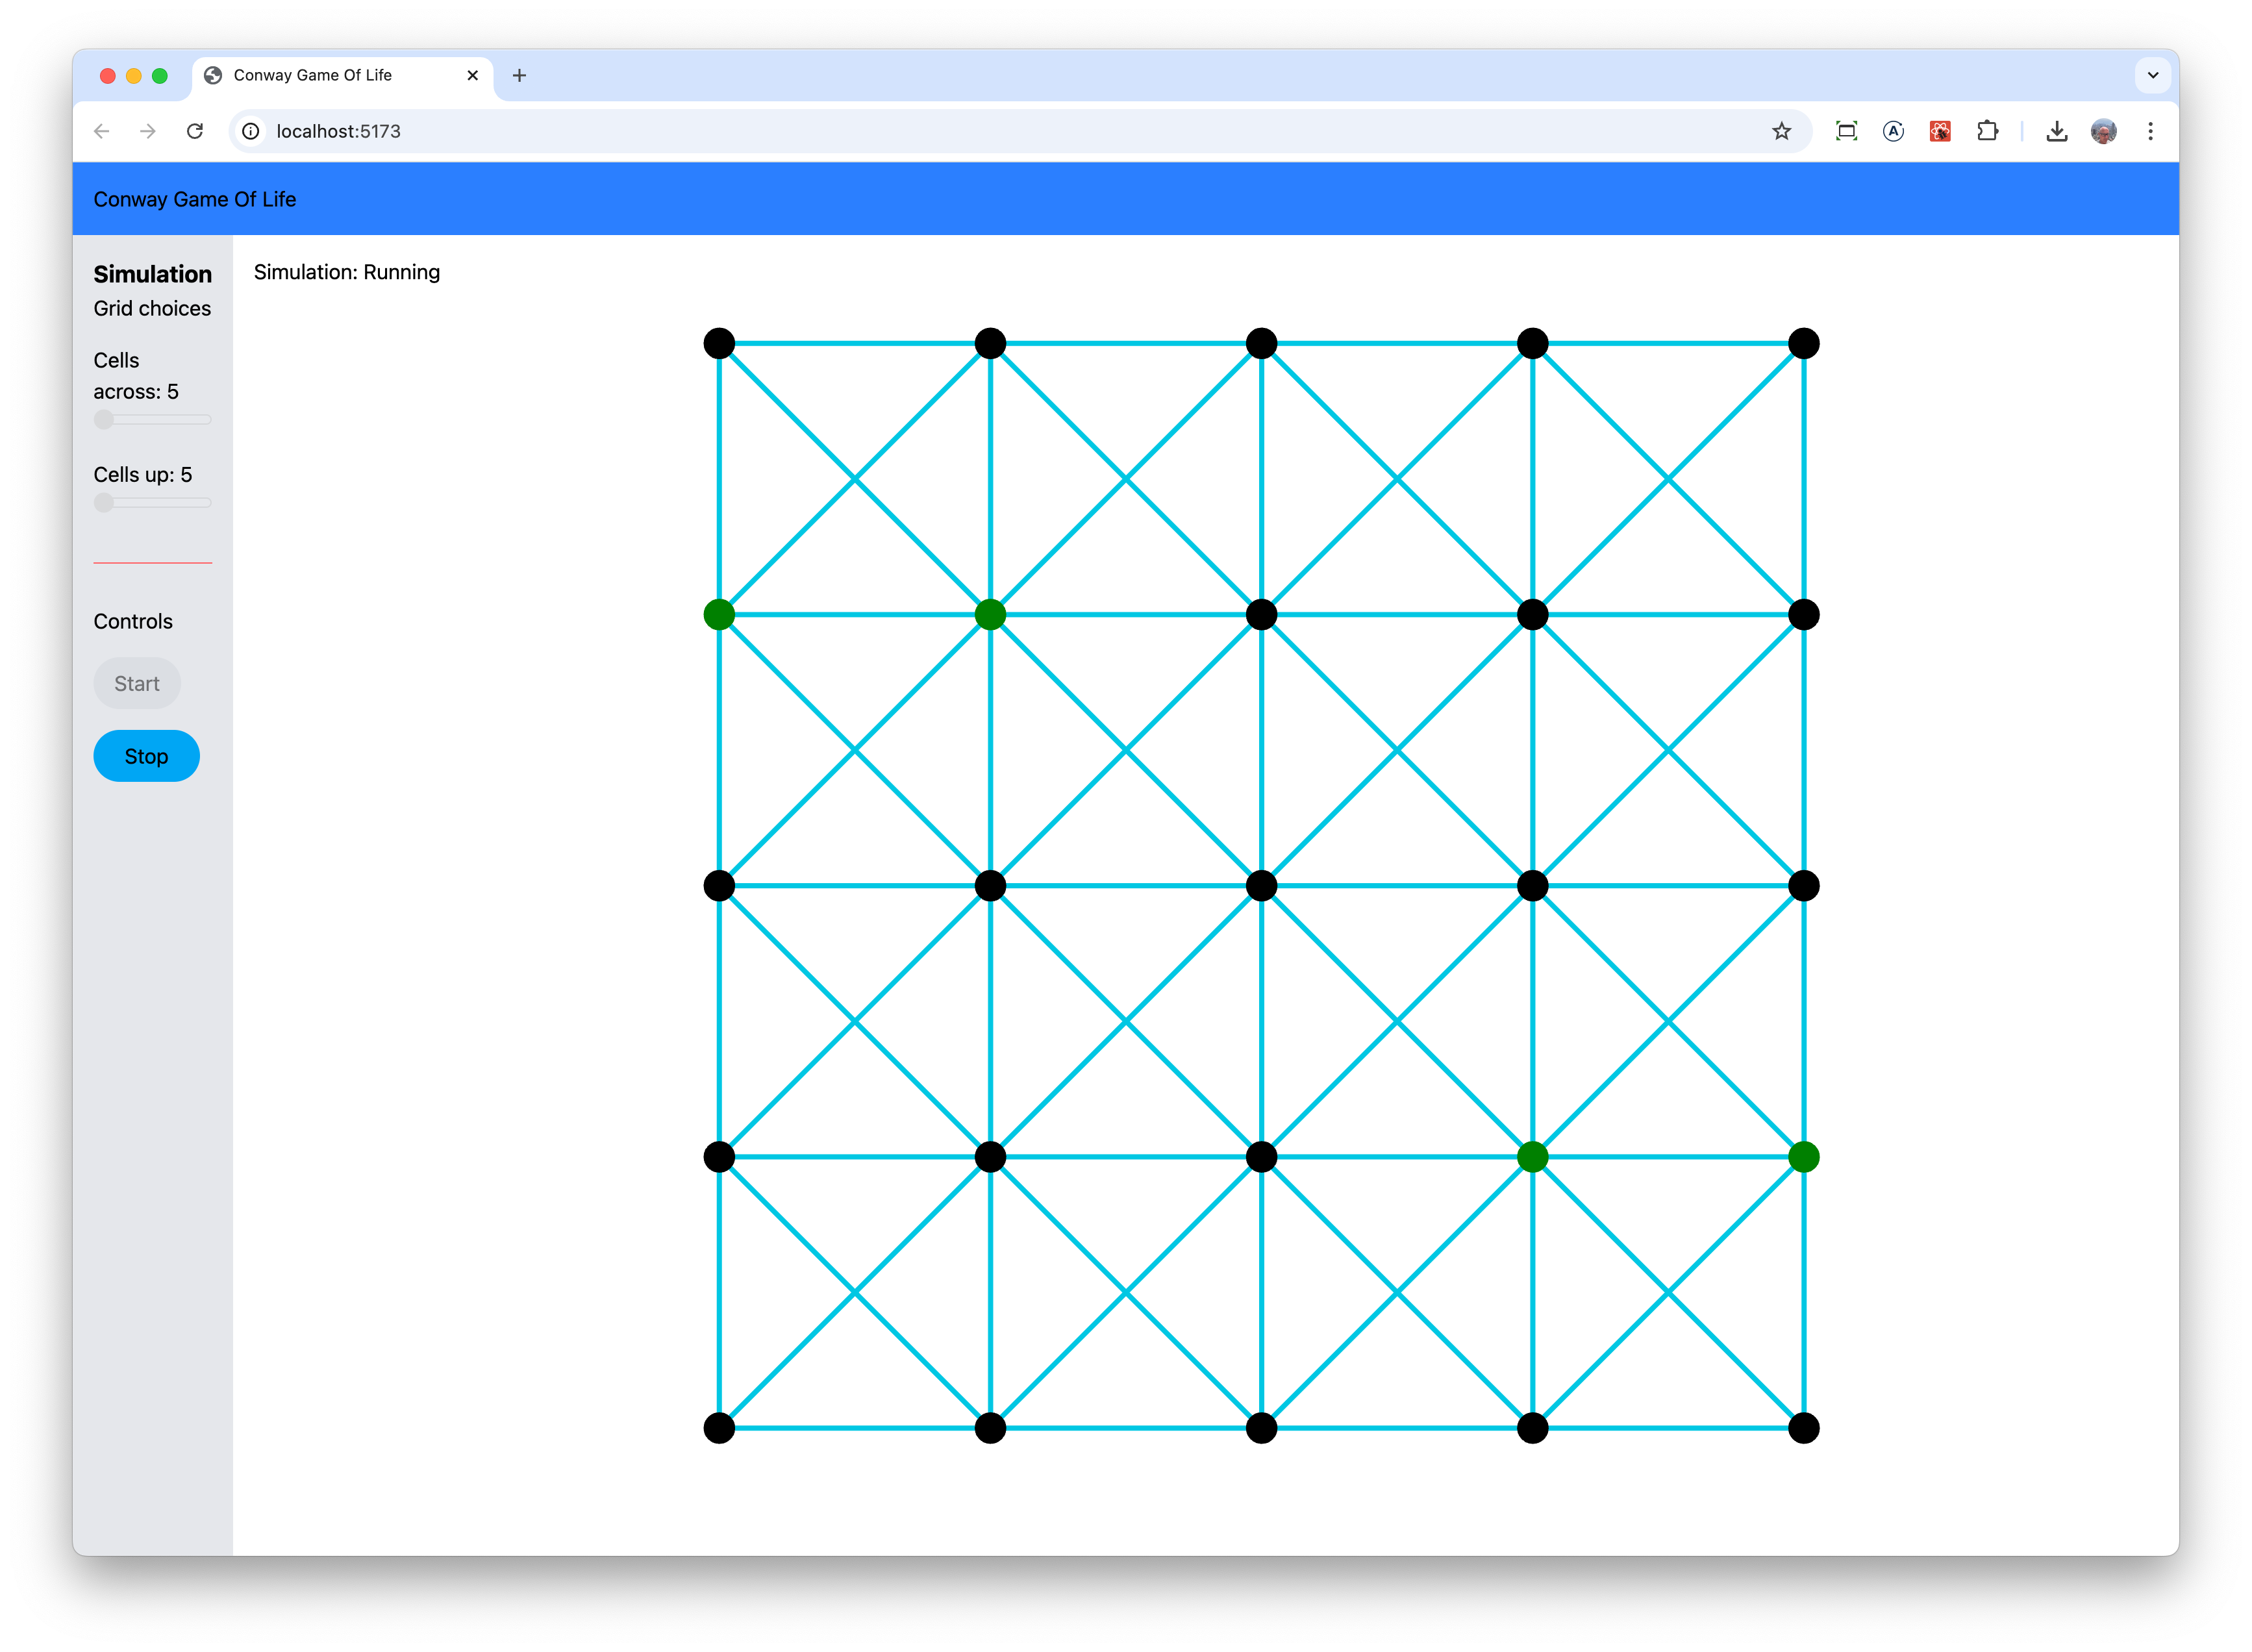 Conway Game Of Life
localhost:5173
Conway Game Of Life
Simulation
Grid choices
Cells
across: 5
Cells up: 5
Controls
Start
Stop
Simulation: Running